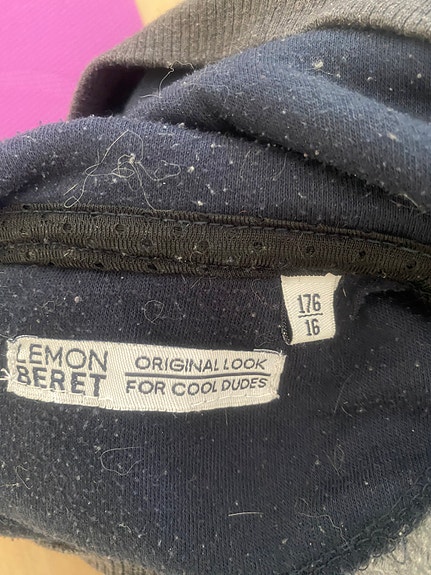 176
16
LEMON
BERET
ORIGINAL LOOK
FOR COOL DUDES